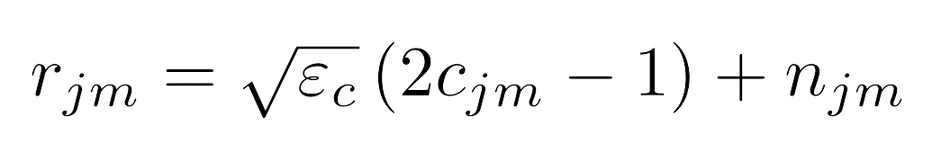 r_{jm} = \sqrt{\varepsilon_c} (2c_{jm} - 1) + n_{jm}